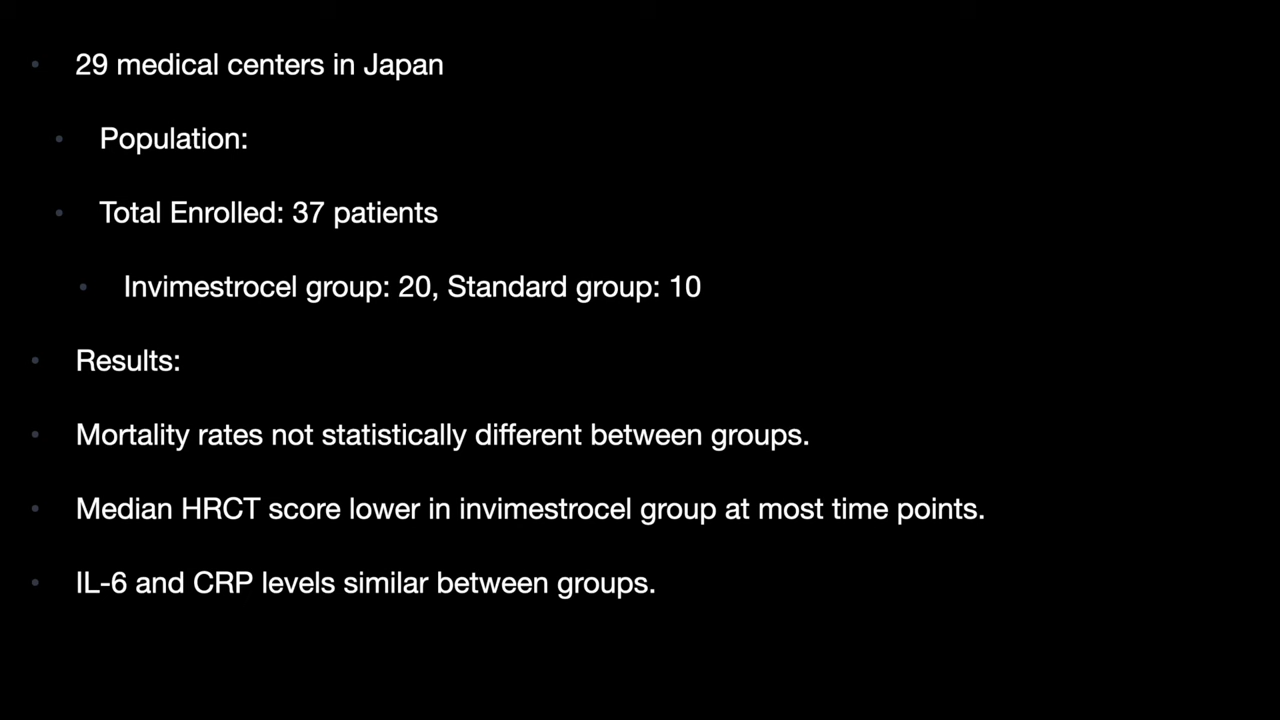 29 medical centers in Japan
Population:
Total Enrolled: 37 patients
Invimestrocel group: 20, Standard group: 10
Results:
Mortality rates not statistically different between groups.
Median HRCT score lower in invimestrocel group at most time points.
IL-6 and CRP levels similar between groups.